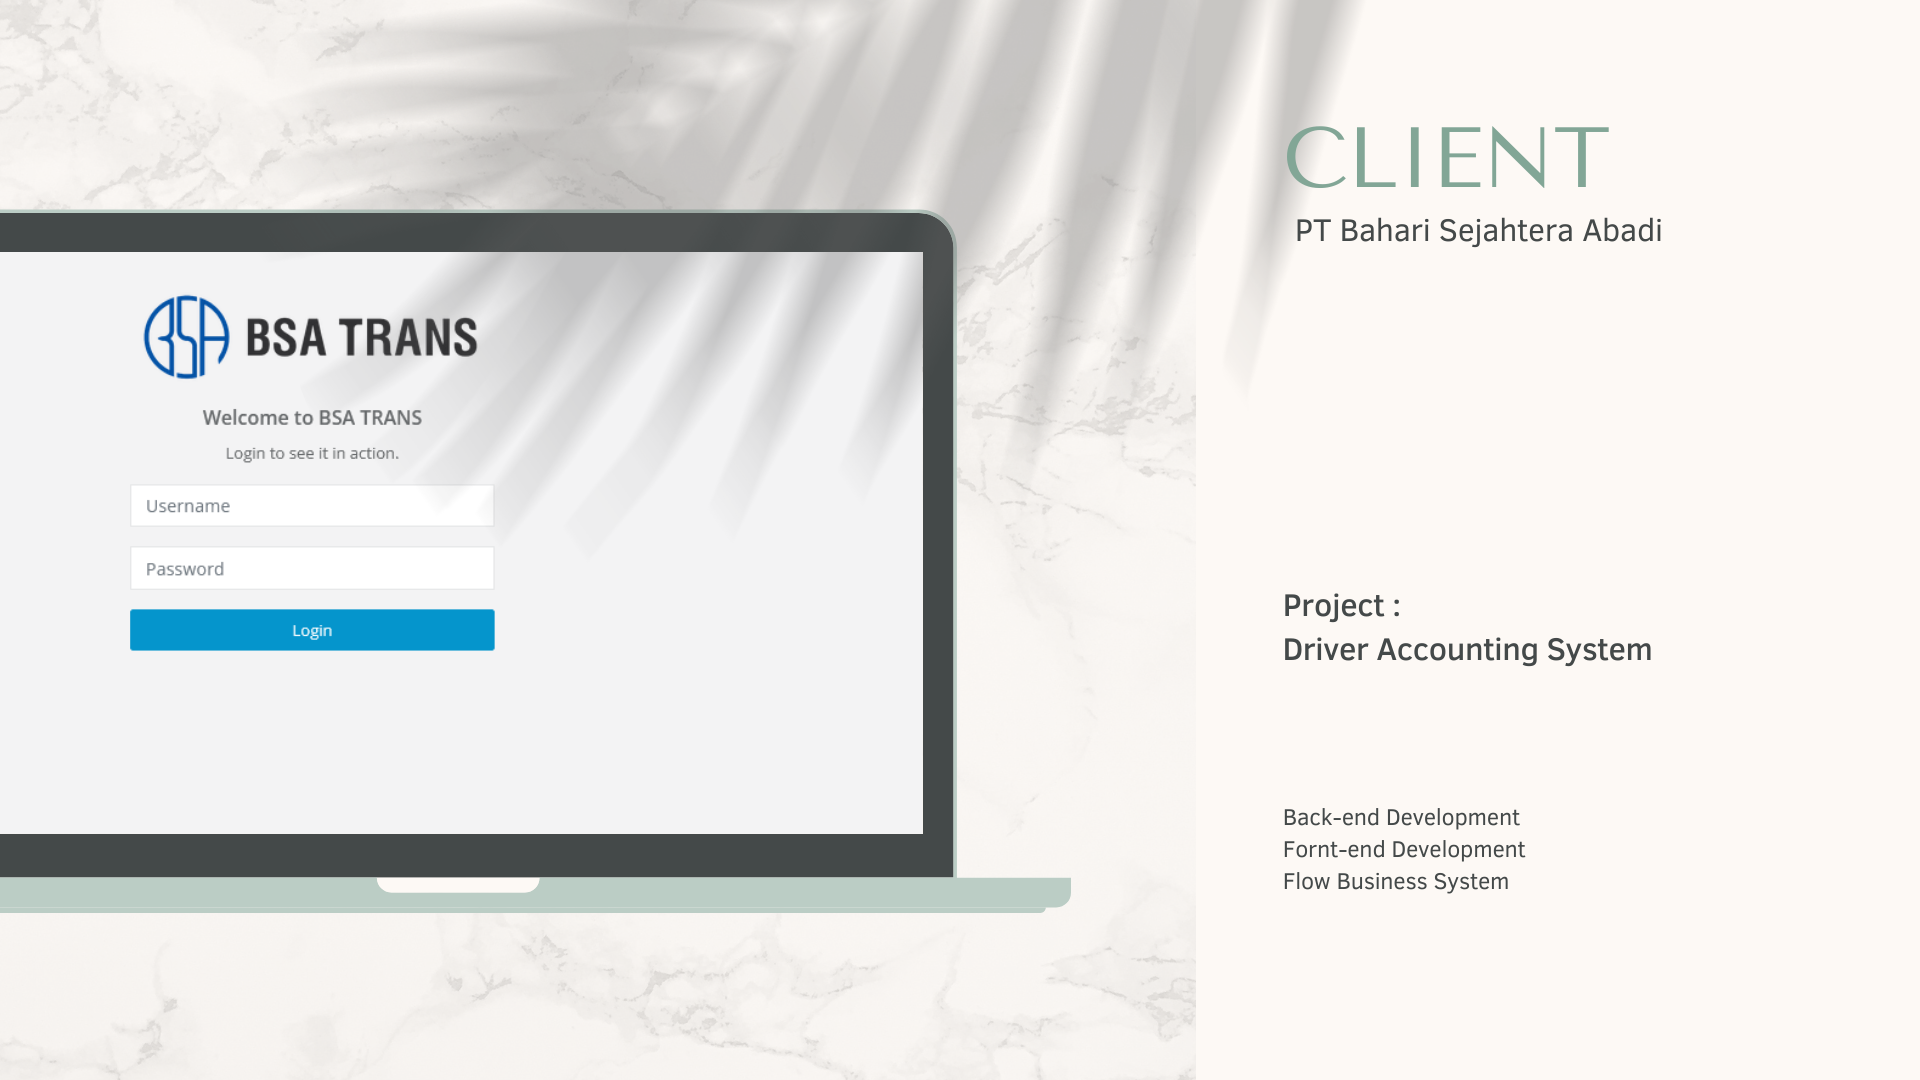 BSA BSA TRANS
Welcome to BSA TRANS
Login to see it in action.
Username
Password
Login
CLIENT
PT Bahari Sejahtera Abadi
Project :
Driver Accounting System
Back-end Development
Fornt-end Development
Flow Business System